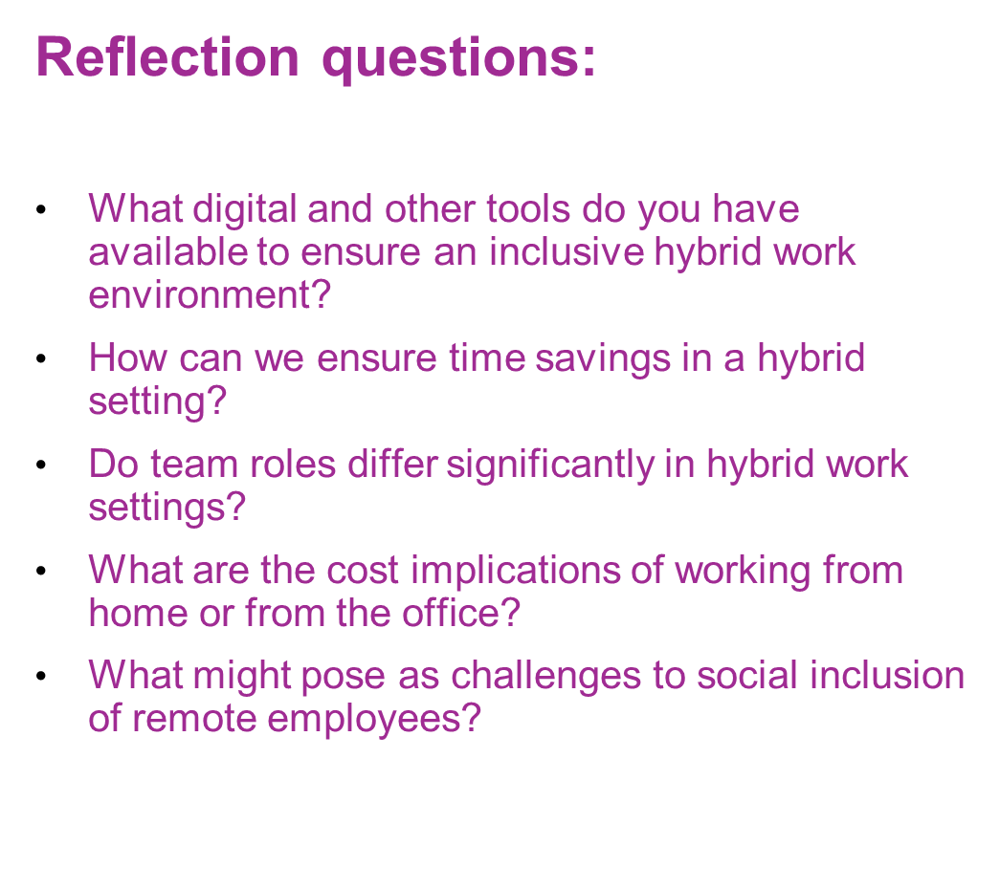 Reflection questions:
• What digital and other tools do you have
available to ensure an inclusive hybrid work
environment?
• How can we ensure time savings in a hybrid
setting?
• Do team roles differ significantly in hybrid work
settings?
• What are the cost implications of working from
home or from the office?
• What might pose as challenges to social inclusion
of remote employees?